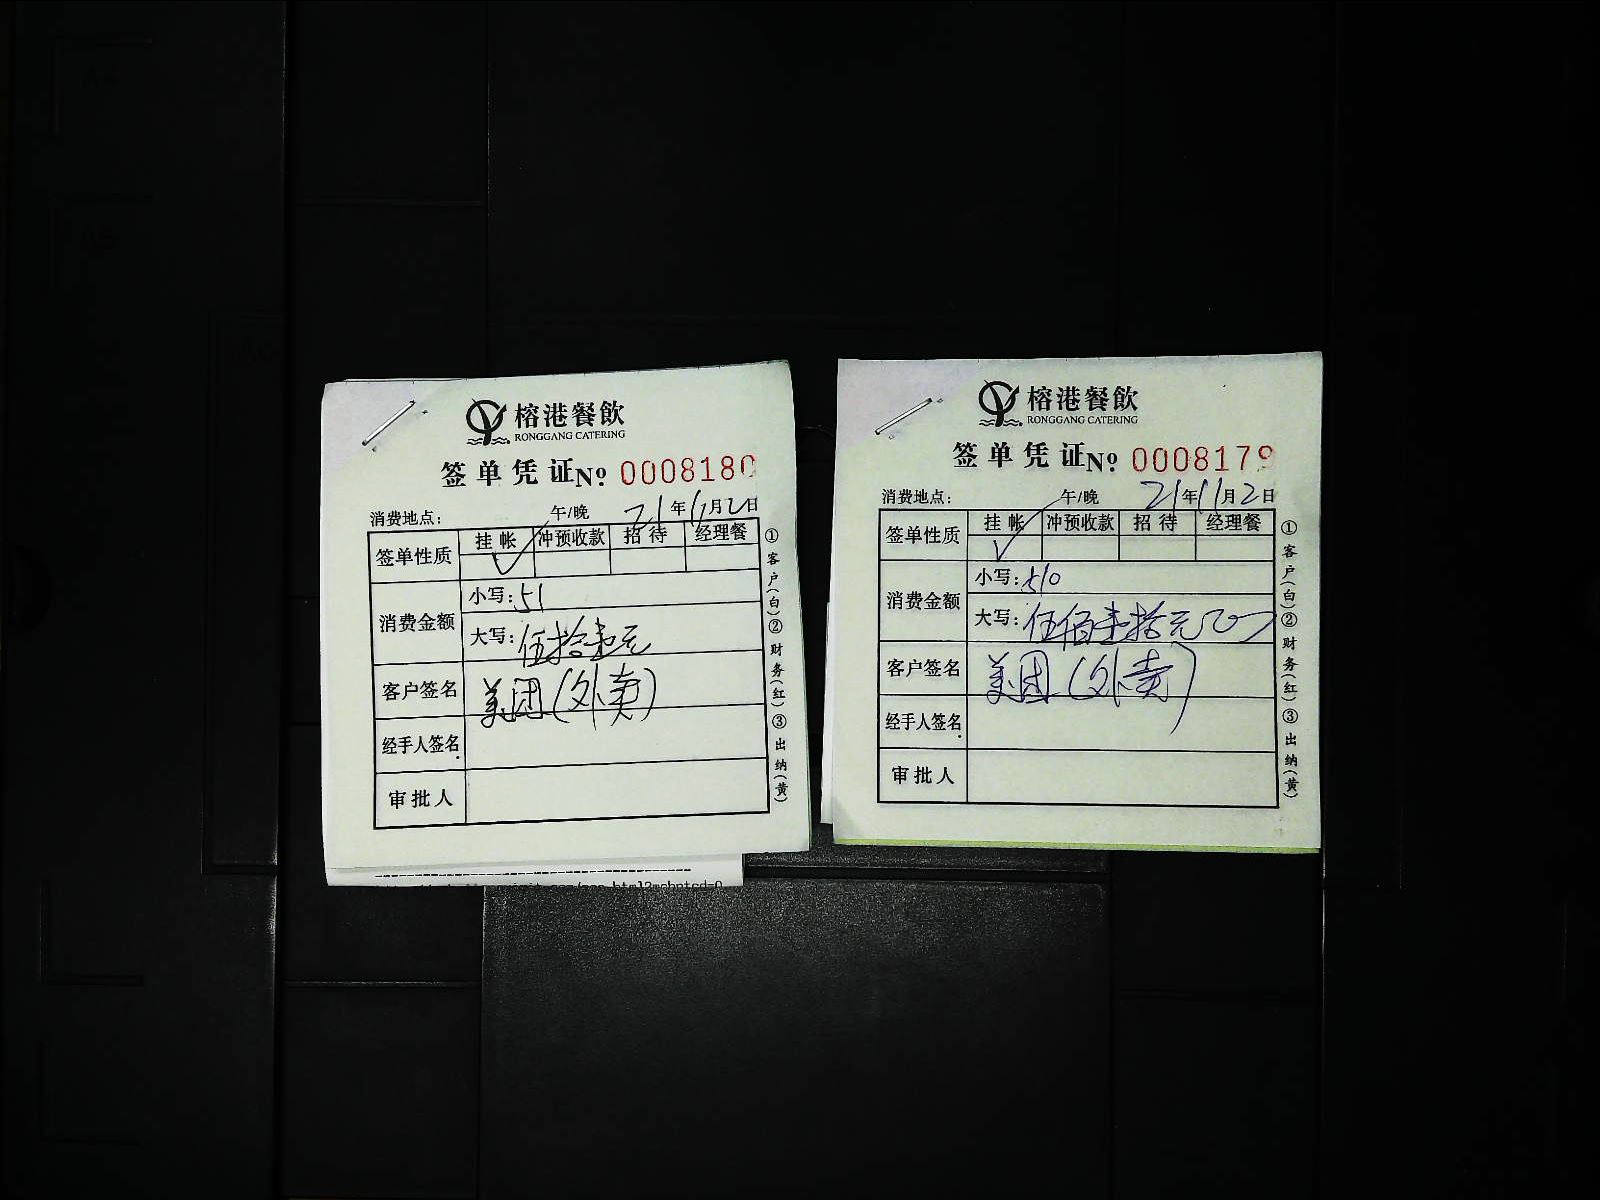 榕港餐飲
RONGGANG CATERING
签单凭证 No 0008180
消费地点: 午/晚 21年11月2日
签单性质 挂帐 冲预收款 招待 经理餐
消费金额 小写: 51
大写: 伍拾壹元
客户签名 美团(外卖)
经手人签名
审批人
①客户(白)②财务(红)③出纳(黄)
榕港餐飲
RONGGANG CATERING
签单凭证 No 0008179
消费地点: 午/晚 21年11月2日
签单性质 挂帐 冲预收款 招待 经理餐
消费金额 小写: 510
大写: 伍佰壹拾元
客户签名 美团(外卖)
经手人签名
审批人
①客户(白)②财务(红)③出纳(黄)